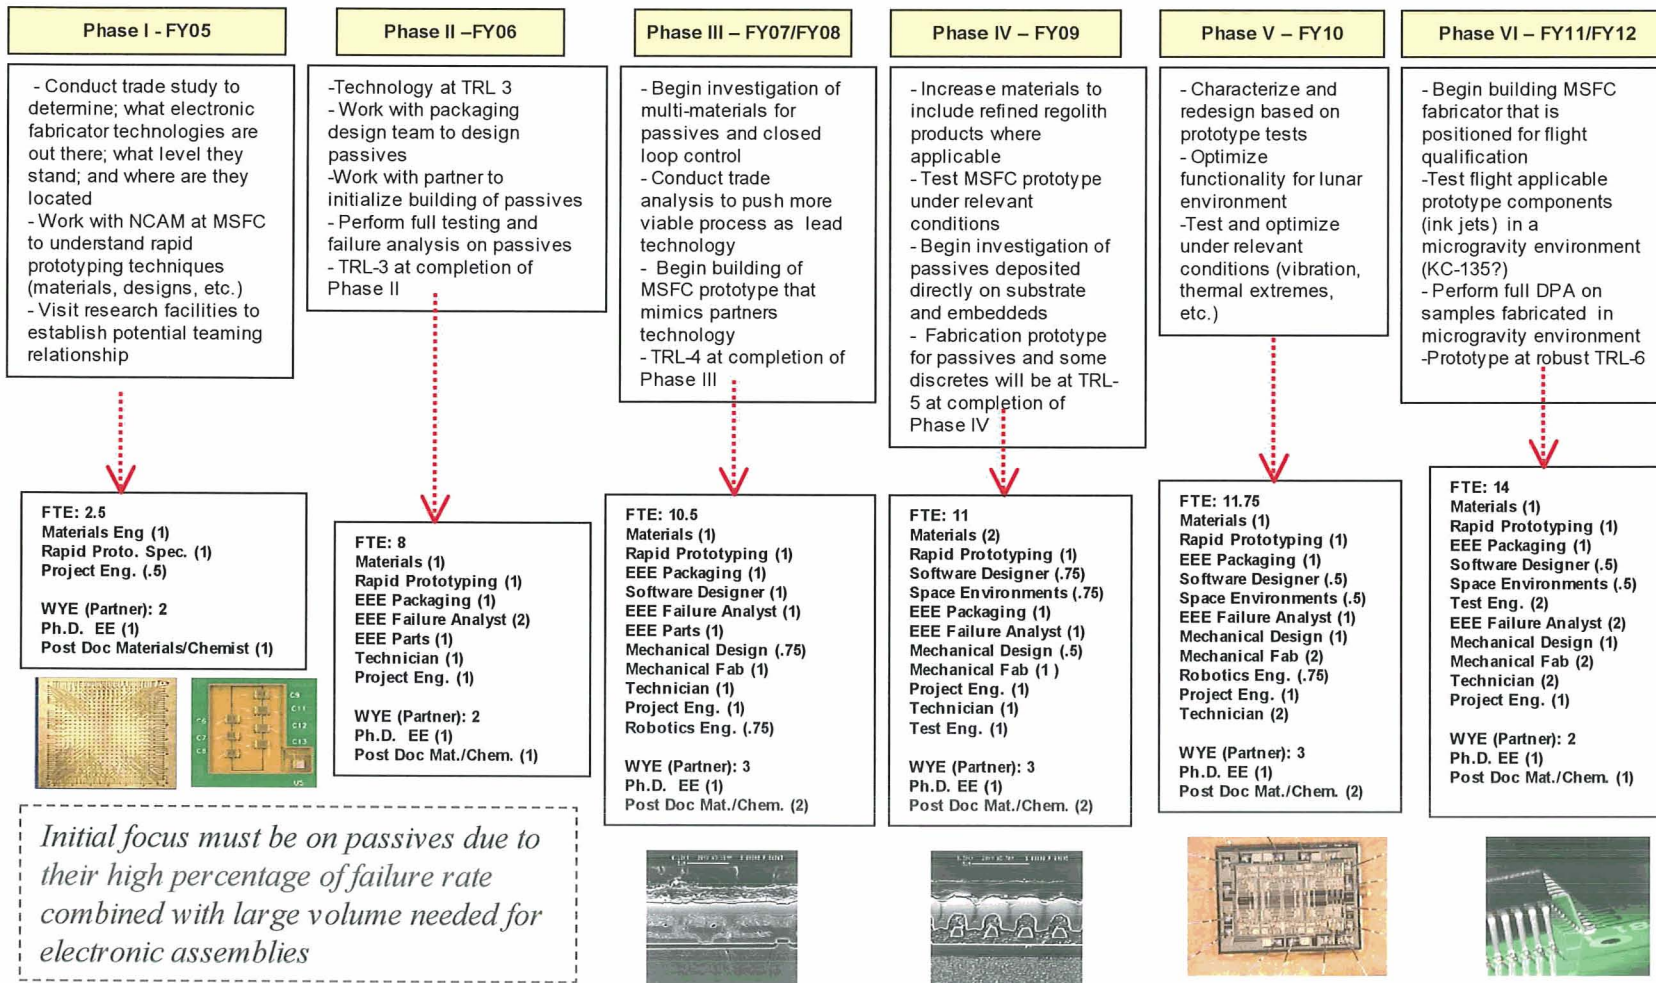 Phase I - FY05
- Conduct trade study to
determine; what electronic
fabricator technologies are
out there; what level they
stand; and where are they
located
- Work with NCAM at MSFC
to understand rapid
prototyping techniques
(materials, designs, etc.)
- Visit research facilities to
establish potential teaming
relationship
FTE: 2.5
Materials Eng (1)
Rapid Proto. Spec. (1)
Project Eng. (.5)
WYE (Partner): 2
Ph.D. EE (1)
Post Doc Materials/Chemist (1)
Phase II –FY06
-Technology at TRL 3
- Work with packaging
design team to design
passives
-Work with partner to
initialize building of passives
- Perform full testing and
failure analysis on passives
- TRL-3 at completion of
Phase II
FTE: 8
Materials (1)
Rapid Prototyping (1)
EEE Packaging (1)
EEE Failure Analyst (2)
EEE Parts (1)
Technician (1)
Project Eng. (1)
WYE (Partner): 2
Ph.D. EE (1)
Post Doc Mat./Chem. (1)
Phase III – FY07/FY08
- Begin investigation of
multi-materials for
passives and closed
loop control
- Conduct trade
analysis to push more
viable process as lead
technology
- Begin building of
MSFC prototype that
mimics partners
technology
- TRL-4 at completion of
Phase III
FTE: 10.5
Materials (1)
Rapid Prototyping (1)
EEE Packaging (1)
Software Designer (1)
EEE Failure Analyst (1)
EEE Parts (1)
Mechanical Design (.75)
Mechanical Fab (1)
Technician (1)
Project Eng. (1)
Robotics Eng. (.75)
WYE (Partner): 3
Ph.D. EE (1)
Post Doc Mat./Chem. (2)
Phase IV – FY09
- Increase materials to
include refined regolith
products where
applicable
- Test MSFC prototype
under relevant
conditions
- Begin investigation of
passives deposited
directly on substrate
and embeddeds
- Fabrication prototype
for passives and some
discretes will be at TRL-
5 at completion of
Phase IV
FTE: 11
Materials (2)
Rapid Prototyping (1)
Software Designer (.75)
Space Environments (.75)
EEE Packaging (1)
EEE Failure Analyst (1)
Mechanical Design (.5)
Mechanical Fab (1 )
Project Eng. (1)
Technician (1)
Test Eng. (1)
WYE (Partner): 3
Ph.D. EE (1)
Post Doc Mat./Chem. (2)
Phase V – FY10
- Characterize and
redesign based on
prototype tests
- Optimize
functionality for lunar
environment
-Test and optimize
under relevant
conditions (vibration,
thermal extremes,
etc.)
FTE: 11.75
Materials (1)
Rapid Prototyping (1)
EEE Packaging (1)
Software Designer (.5)
Space Environments (.5)
EEE Failure Analyst (1)
Mechanical Design (1)
Mechanical Fab (2)
Robotics Eng. (.75)
Project Eng. (1)
Technician (2)
WYE (Partner): 3
Ph.D. EE (1)
Post Doc Mat./Chem. (2)
Phase VI – FY11/FY12
- Begin building MSFC
fabricator that is
positioned for flight
qualification
-Test flight applicable
prototype components
(ink jets) in a
microgravity environment
(KC-135?)
- Perform full DPA on
samples fabricated in
microgravity environment
-Prototype at robust TRL-6
FTE: 14
Materials (1)
Rapid Prototyping (1)
EEE Packaging (1)
Software Designer (.5)
Space Environments (.5)
Test Eng. (2)
EEE Failure Analyst (2)
Mechanical Design (1)
Mechanical Fab (2)
Technician (2)
Project Eng. (1)
WYE (Partner): 2
Ph.D. EE (1)
Post Doc Mat./Chem. (1)
C9
C11
C6
C12
C7
C13
C8
U5
Initial focus must be on passives due to
their high percentage of failure rate
combined with large volume needed for
electronic assemblies